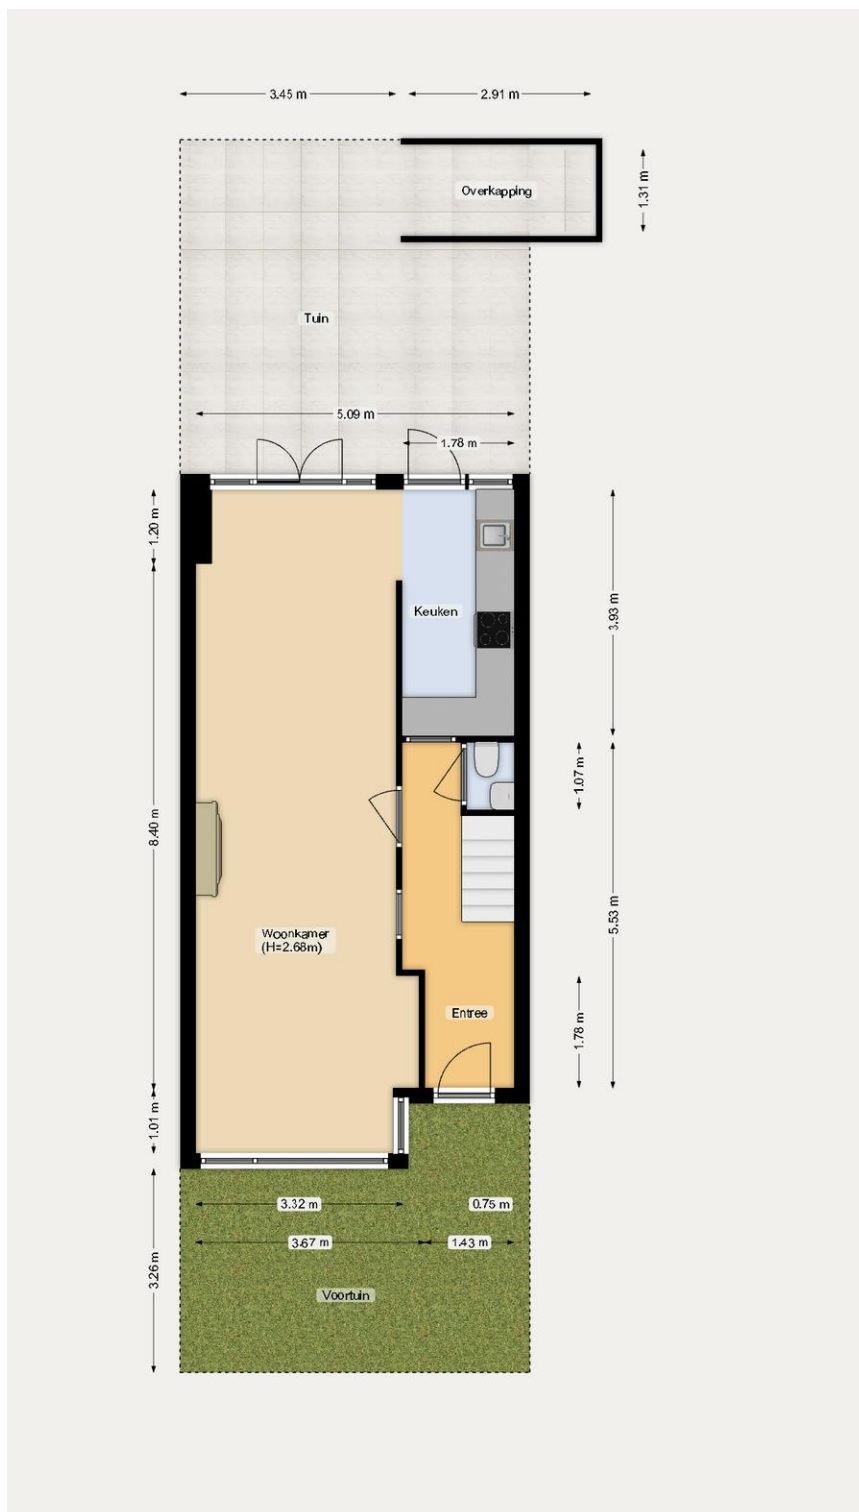 3.45 m
2.91 m
Overkapping
1.31 m
Tuin
5.09 m
1.78 m
1.20 m
Keuken
3.93 m
1.07 m
8.40 m
5.53 m
Woonkamer
(H=2.68m)
Entree
1.78 m
1.01 m
3.32 m
0.75 m
3.67 m
1.43 m
3.26 m
Voortuin